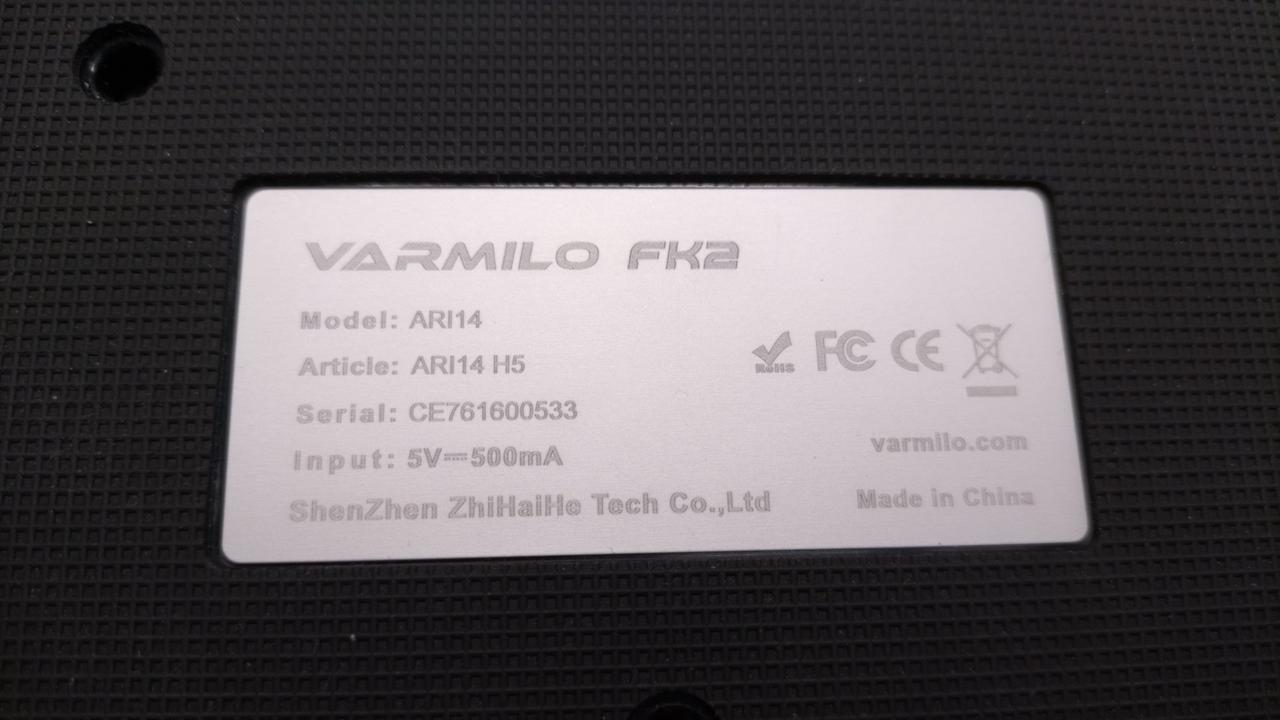 VARMILO FK2
Model: ARI14
Article: ARI14 H5
Serial: CE761600533
Input: 5V⎓500mA
ShenZhen ZhiHaiHe Tech Co.,Ltd
RoHS FC CE
varmilo.com
Made in China